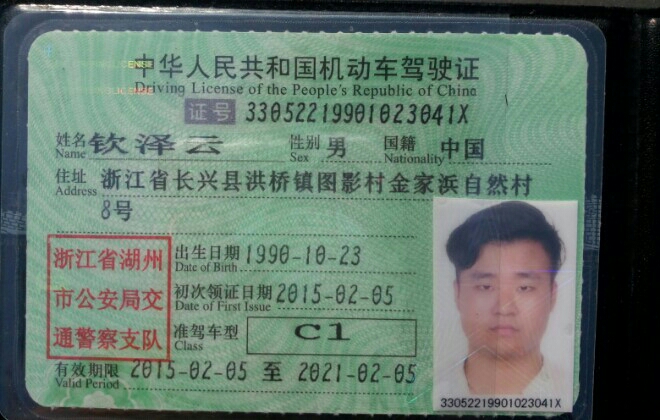 中华人民共和国机动车驾驶证
Driving License of the People's Republic of China
证号 33052219901023041X
姓名 钦泽云 性别 男 国籍 中国
Name Sex Nationality
住址 浙江省长兴县洪桥镇图影村金家浜自然村
Address
8号
浙江省湖州
市公安局交
通警察支队
出生日期 1990-10-23
Date of Birth
初次领证日期 2015-02-05
Date of First Issue
准驾车型 C1
Class
有效期限 2015-02-05 至 2021-02-05
Valid Period
33052219901023041X